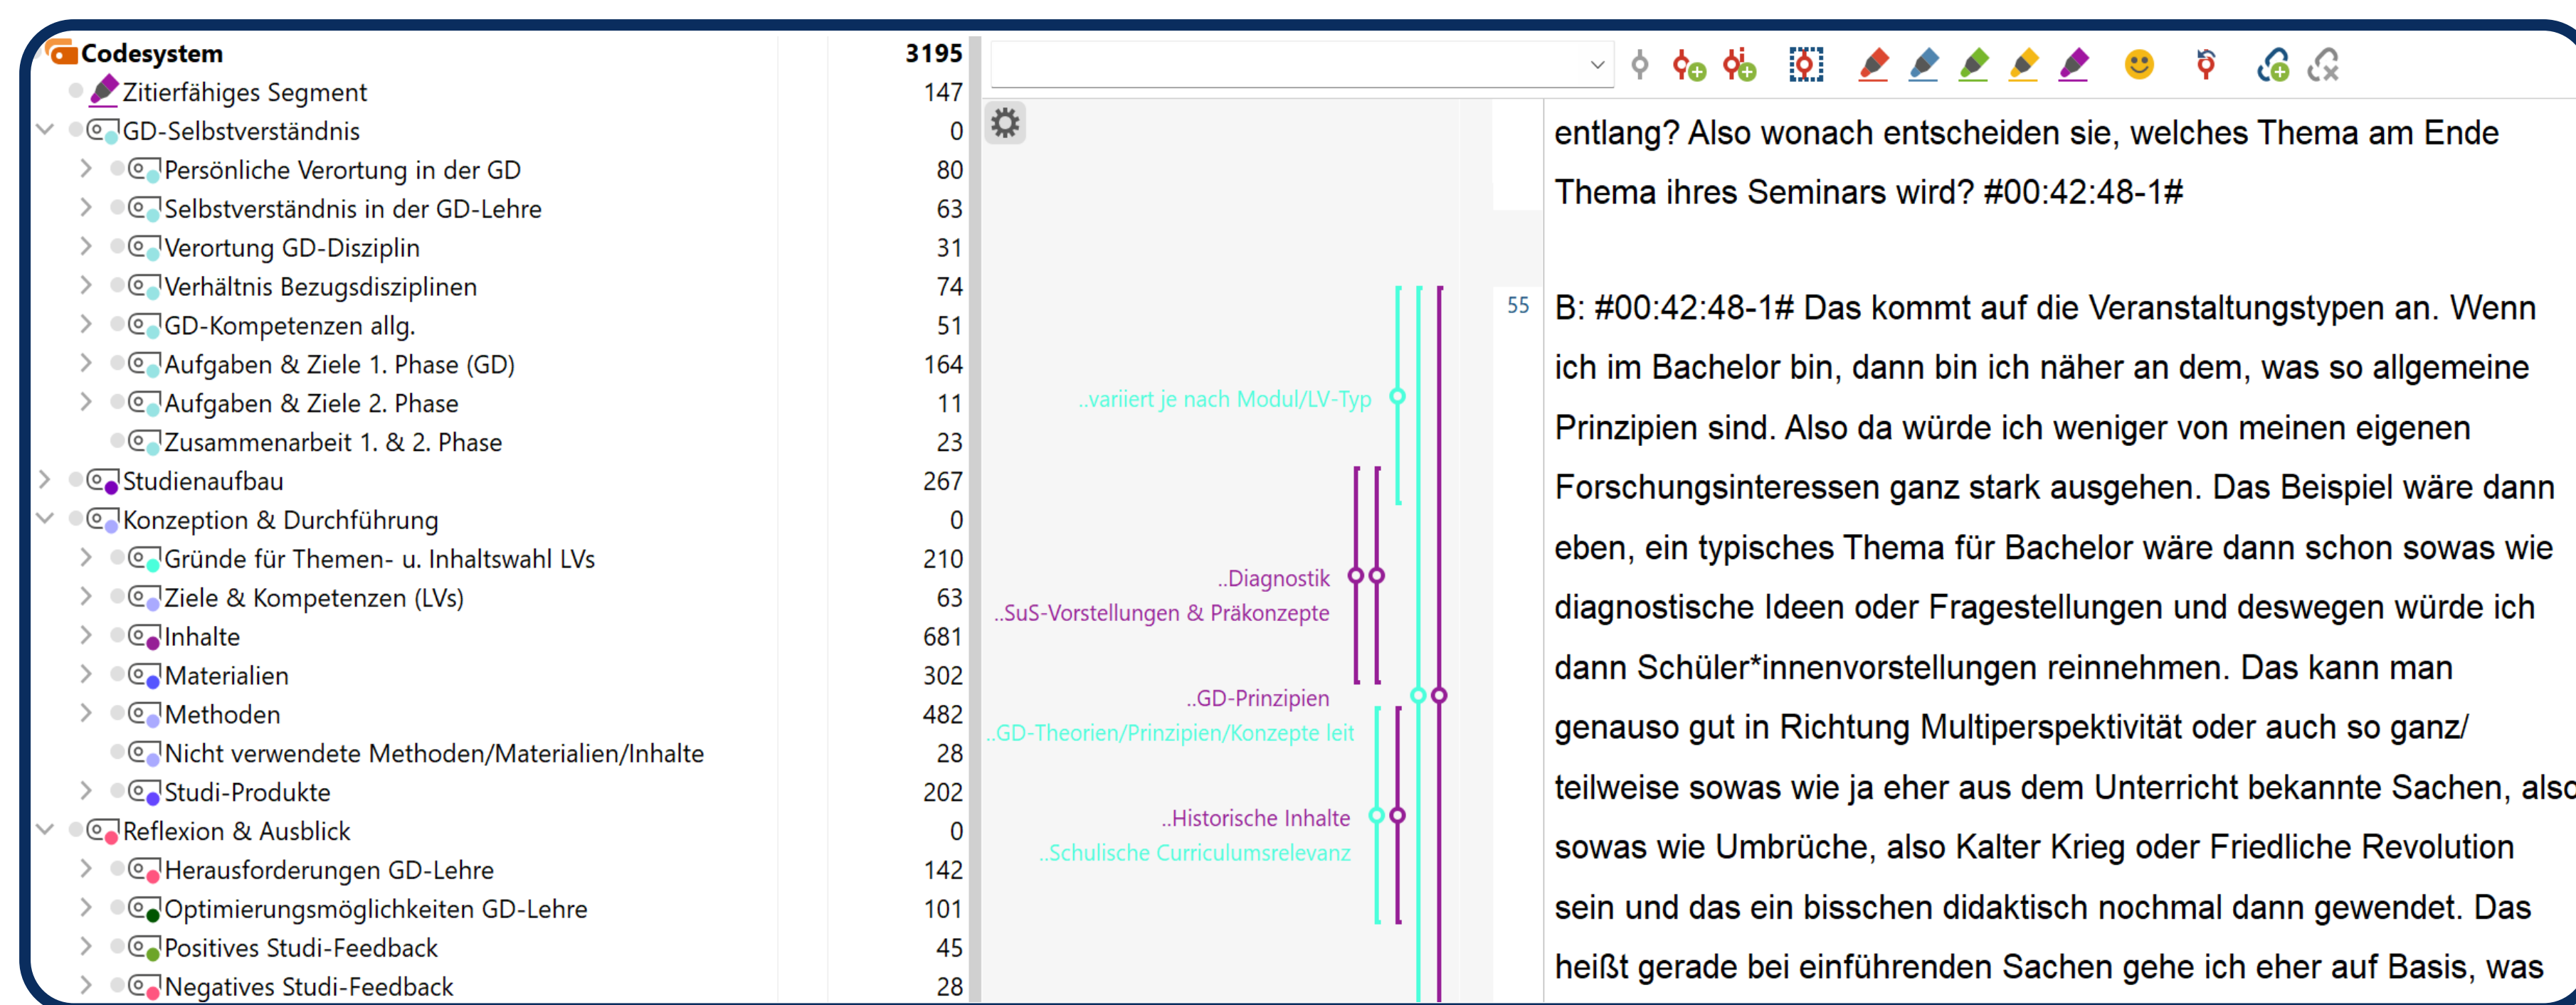 Codesystem 3195
Zitierfähiges Segment 147
GD-Selbstverständnis 0
Persönliche Verortung in der GD 80
Selbstverständnis in der GD-Lehre 63
Verortung GD-Disziplin 31
Verhältnis Bezugsdisziplinen 74
GD-Kompetenzen allg. 51
Aufgaben & Ziele 1. Phase (GD) 164
Aufgaben & Ziele 2. Phase 11
Zusammenarbeit 1. & 2. Phase 23
Studienaufbau 267
Konzeption & Durchführung 0
Gründe für Themen- u. Inhaltswahl LVs 210
Ziele & Kompetenzen (LVs) 63
Inhalte 681
Materialien 302
Methoden 482
Nicht verwendete Methoden/Materialien/Inhalte 28
Studi-Produkte 202
Reflexion & Ausblick 0
Herausforderungen GD-Lehre 142
Optimierungsmöglichkeiten GD-Lehre 101
Positives Studi-Feedback 45
Negatives Studi-Feedback 28
..variiert je nach Modul/LV-Typ
..Diagnostik
..SuS-Vorstellungen & Präkonzepte
..GD-Prinzipien
..GD-Theorien/Prinzipien/Konzepte leit
..Historische Inhalte
..Schulische Curriculumsrelevanz
entlang? Also wonach entscheiden sie, welches Thema am Ende
Thema ihres Seminars wird? #00:42:48-1#
55 B: #00:42:48-1# Das kommt auf die Veranstaltungstypen an. Wenn
ich im Bachelor bin, dann bin ich näher an dem, was so allgemeine
Prinzipien sind. Also da würde ich weniger von meinen eigenen
Forschungsinteressen ganz stark ausgehen. Das Beispiel wäre dann
eben, ein typisches Thema für Bachelor wäre dann schon sowas wie
diagnostische Ideen oder Fragestellungen und deswegen würde ich
dann Schüler*innenvorstellungen reinnehmen. Das kann man
genauso gut in Richtung Multiperspektivität oder auch so ganz/
teilweise sowas wie ja eher aus dem Unterricht bekannte Sachen, also
sowas wie Umbrüche, also Kalter Krieg oder Friedliche Revolution
sein und das ein bisschen didaktisch nochmal dann gewendet. Das
heißt gerade bei einführenden Sachen gehe ich eher auf Basis, was